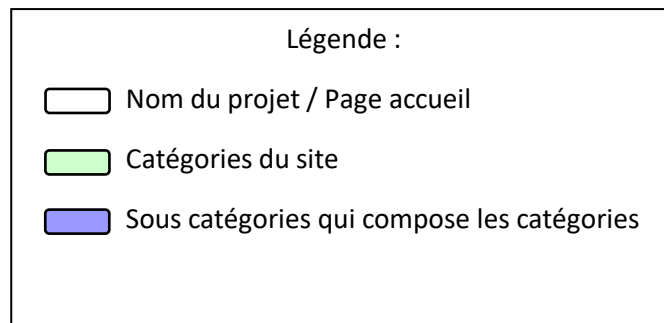 Légende :
Nom du projet / Page accueil
Catégories du site
Sous catégories qui compose les catégories